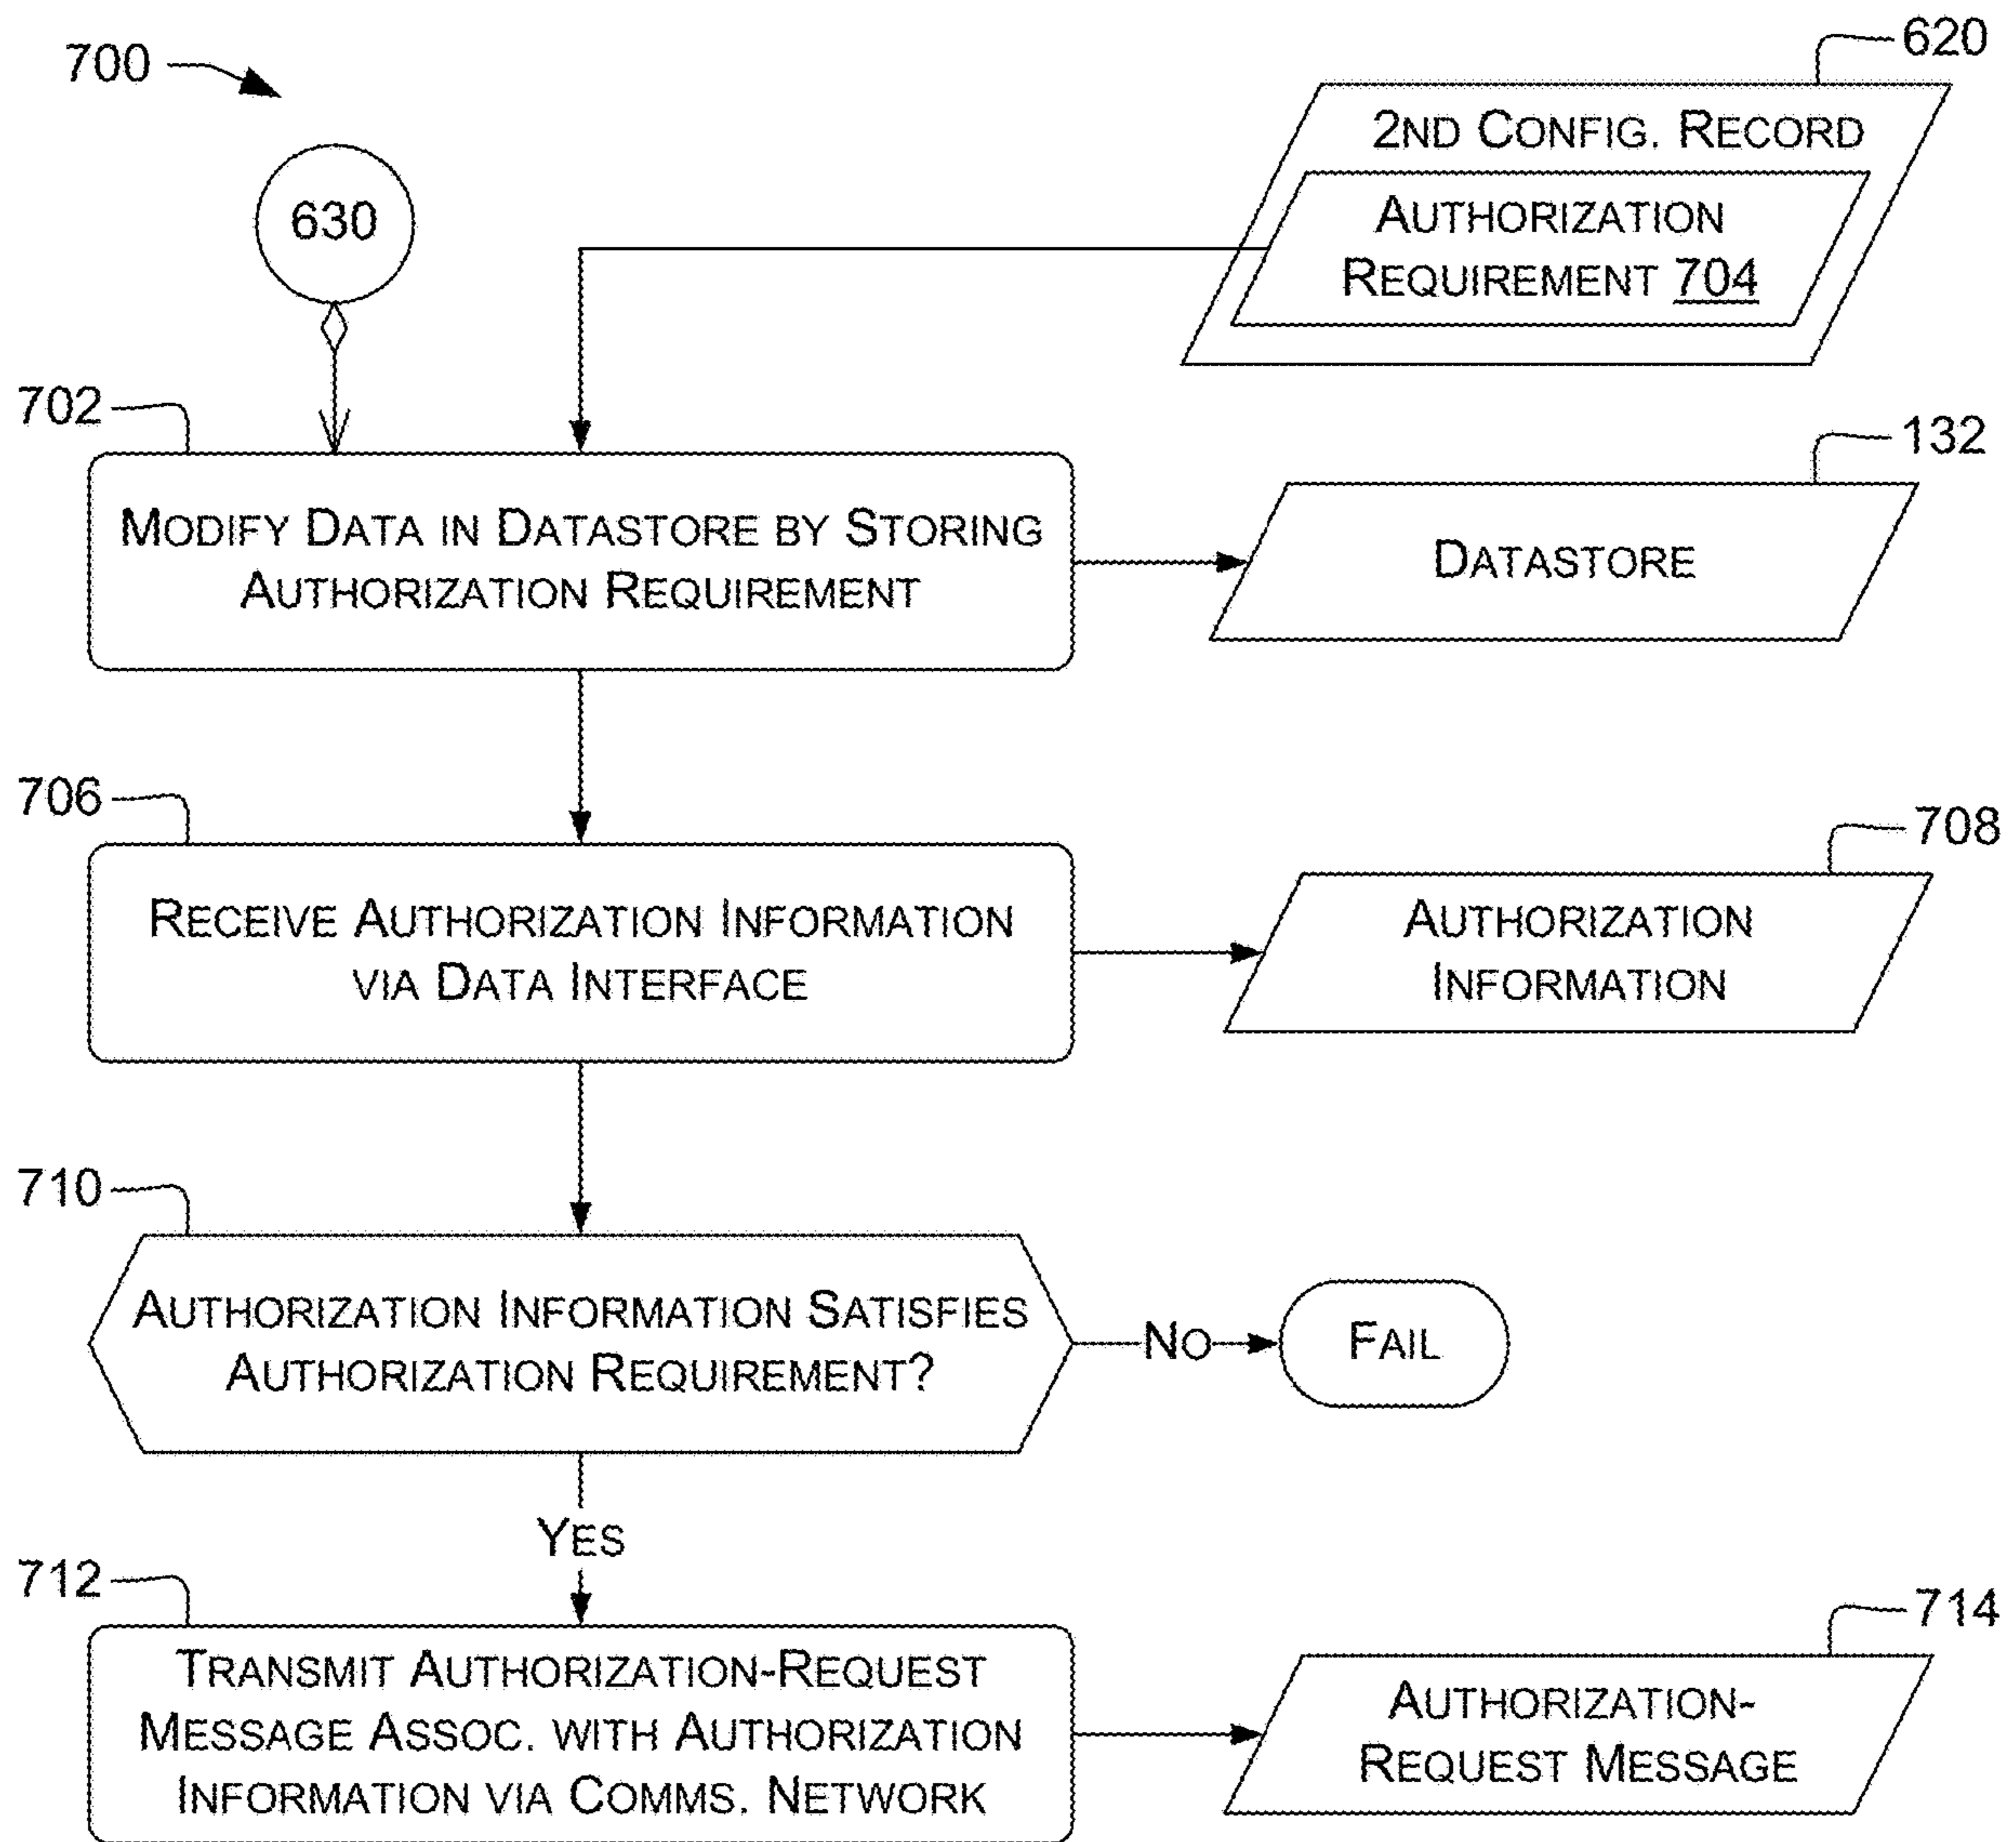 620
700
2ND CONFIG. RECORD
630
AUTHORIZATION
REQUIREMENT 704
702
132
MODIFY DATA IN DATASTORE BY STORING
AUTHORIZATION REQUIREMENT
DATASTORE
706
708
RECEIVE AUTHORIZATION INFORMATION
VIA DATA INTERFACE
AUTHORIZATION
INFORMATION
710
AUTHORIZATION INFORMATION SATISFIES
AUTHORIZATION REQUIREMENT?
NO
FAIL
YES
712
714
TRANSMIT AUTHORIZATION-REQUEST
MESSAGE ASSOC. WITH AUTHORIZATION
INFORMATION VIA COMMS. NETWORK
AUTHORIZATION-
REQUEST MESSAGE